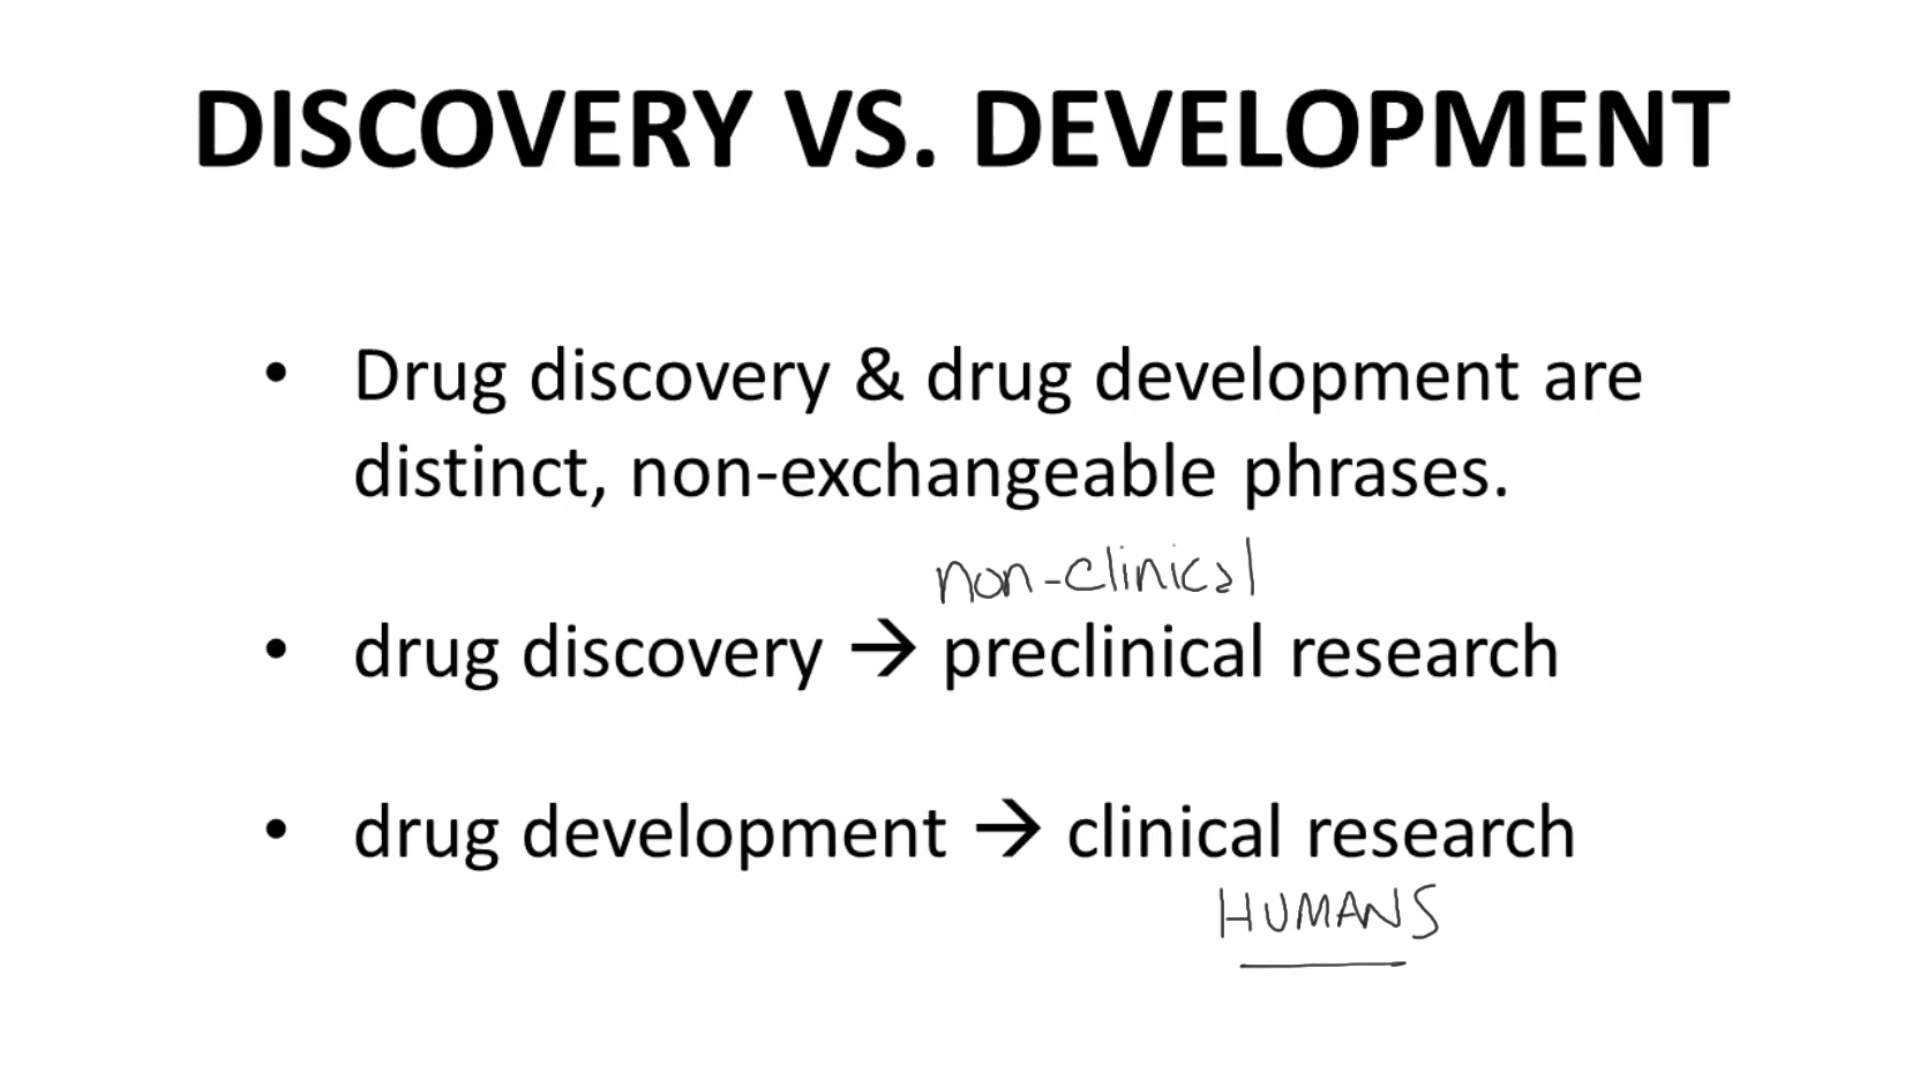 DISCOVERY VS. DEVELOPMENT
• Drug discovery & drug development are
distinct, non-exchangeable phrases.
non-clinical
• drug discovery → preclinical research
• drug development → clinical research
HUMANS